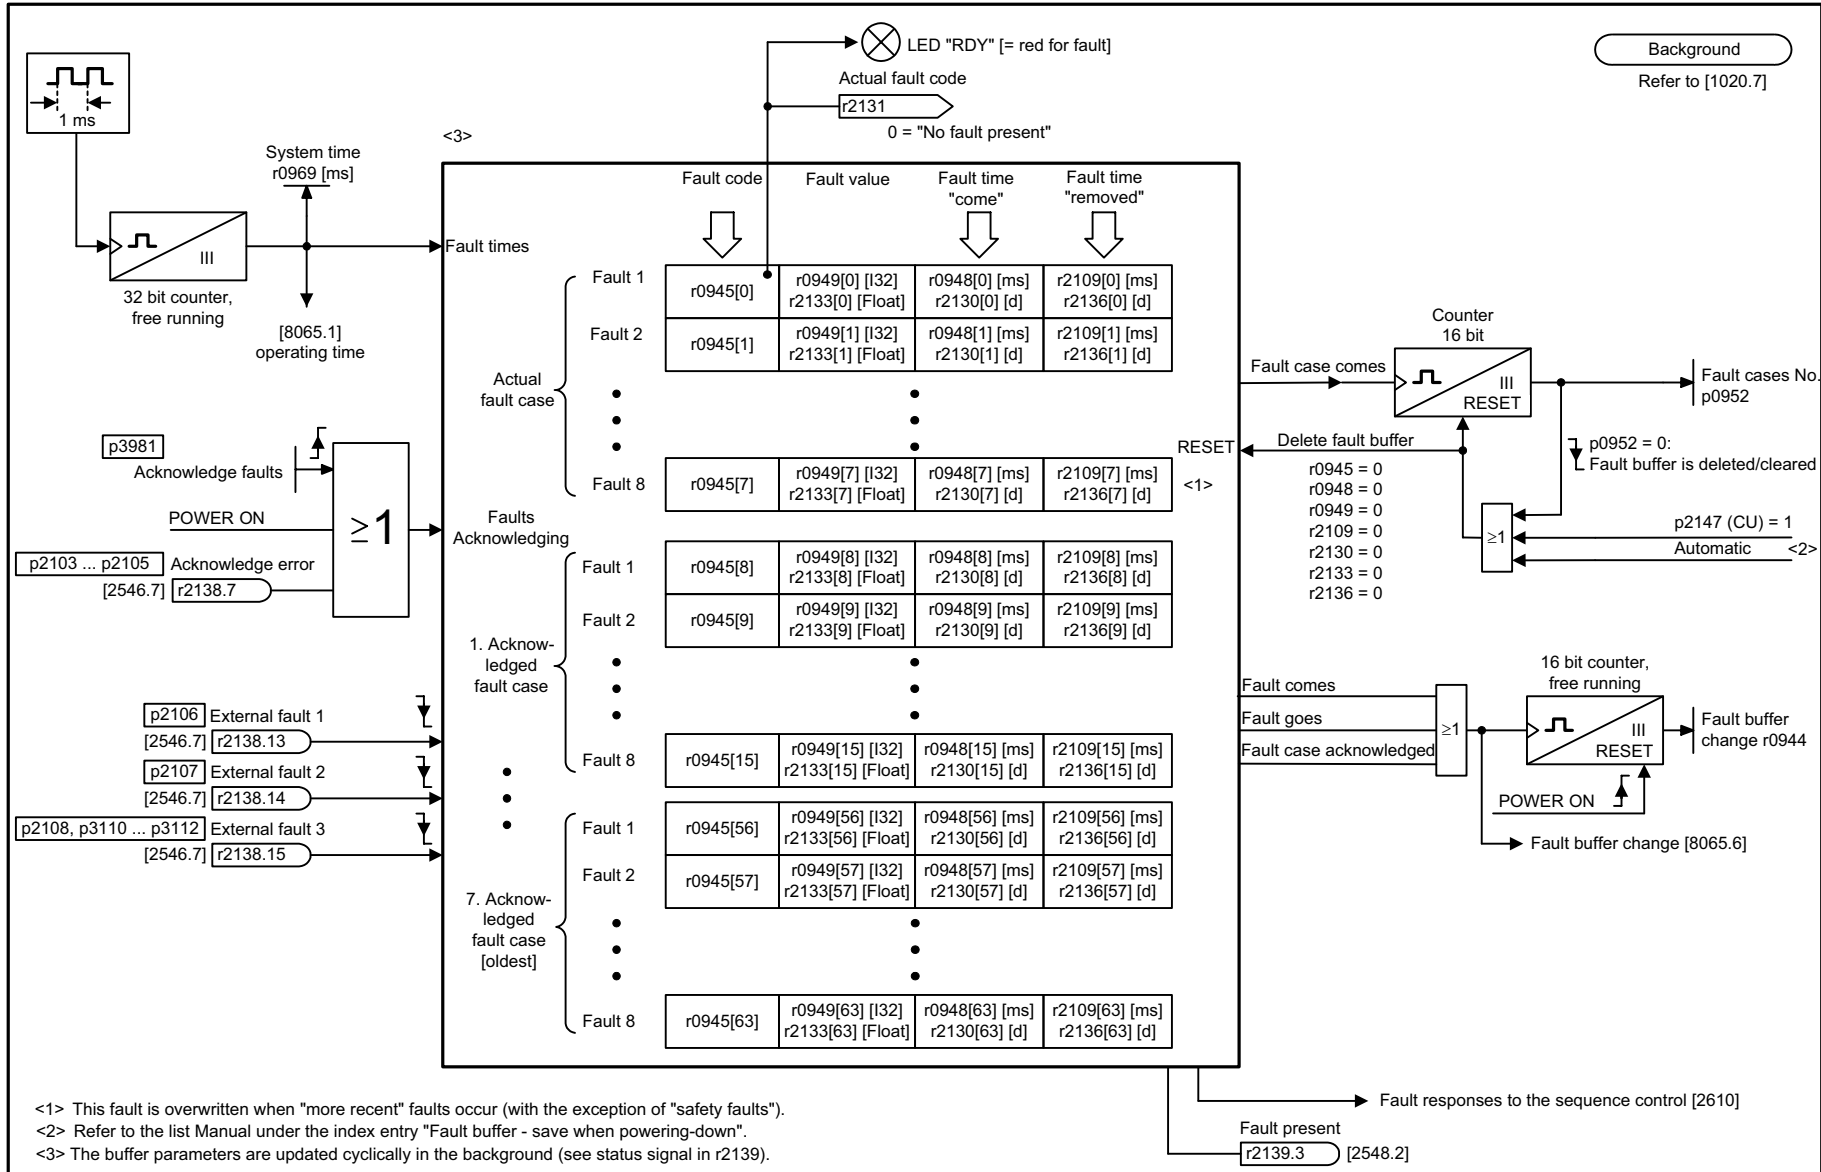 LED "RDY" [= red for fault]
Background
Refer to [1020.7]
Actual fault code
r2131
0 = "No fault present"
1 ms
<3>
System time
r0969 [ms]
III
32 bit counter,
free running
[8065.1]
operating time
Fault times
Fault code
Fault value
Fault time
"come"
Fault time
"removed"
Actual
fault case
Fault 1
r0945[0]
r0949[0] [I32]
r2133[0] [Float]
r0948[0] [ms]
r2130[0] [d]
r2109[0] [ms]
r2136[0] [d]
Fault 2
r0945[1]
r0949[1] [I32]
r2133[1] [Float]
r0948[1] [ms]
r2130[1] [d]
r2109[1] [ms]
r2136[1] [d]
Fault 8
r0945[7]
r0949[7] [I32]
r2133[7] [Float]
r0948[7] [ms]
r2130[7] [d]
r2109[7] [ms]
r2136[7] [d]
<1>
RESET
p3981
Acknowledge faults
POWER ON
p2103 ... p2105
Acknowledge error
[2546.7]
r2138.7
≥1
Faults
Acknowledging
1. Acknow-
ledged
fault case
Fault 1
r0945[8]
r0949[8] [I32]
r2133[8] [Float]
r0948[8] [ms]
r2130[8] [d]
r2109[8] [ms]
r2136[8] [d]
Fault 2
r0945[9]
r0949[9] [I32]
r2133[9] [Float]
r0948[9] [ms]
r2130[9] [d]
r2109[9] [ms]
r2136[9] [d]
Fault 8
r0945[15]
r0949[15] [I32]
r2133[15] [Float]
r0948[15] [ms]
r2130[15] [d]
r2109[15] [ms]
r2136[15] [d]
p2106
External fault 1
[2546.7]
r2138.13
p2107
External fault 2
[2546.7]
r2138.14
p2108, p3110 ... p3112
External fault 3
[2546.7]
r2138.15
7. Acknow-
ledged
fault case
[oldest]
Fault 1
r0945[56]
r0949[56] [I32]
r2133[56] [Float]
r0948[56] [ms]
r2130[56] [d]
r2109[56] [ms]
r2136[56] [d]
Fault 2
r0945[57]
r0949[57] [I32]
r2133[57] [Float]
r0948[57] [ms]
r2130[57] [d]
r2109[57] [ms]
r2136[57] [d]
Fault 8
r0945[63]
r0949[63] [I32]
r2133[63] [Float]
r0948[63] [ms]
r2130[63] [d]
r2109[63] [ms]
r2136[63] [d]
Fault case comes
Counter
16 bit
III
RESET
Fault cases No.
p0952
Delete fault buffer
r0945 = 0
r0948 = 0
r0949 = 0
r2109 = 0
r2130 = 0
r2133 = 0
r2136 = 0
p0952 = 0:
Fault buffer is deleted/cleared
≥1
p2147 (CU) = 1
Automatic
<2>
Fault comes
Fault goes
Fault case acknowledged
≥1
16 bit counter,
free running
III
RESET
Fault buffer
change r0944
POWER ON
Fault buffer change [8065.6]
Fault responses to the sequence control [2610]
Fault present
r2139.3
[2548.2]
<1> This fault is overwritten when "more recent" faults occur (with the exception of "safety faults").
<2> Refer to the list Manual under the index entry "Fault buffer - save when powering-down".
<3> The buffer parameters are updated cyclically in the background (see status signal in r2139).